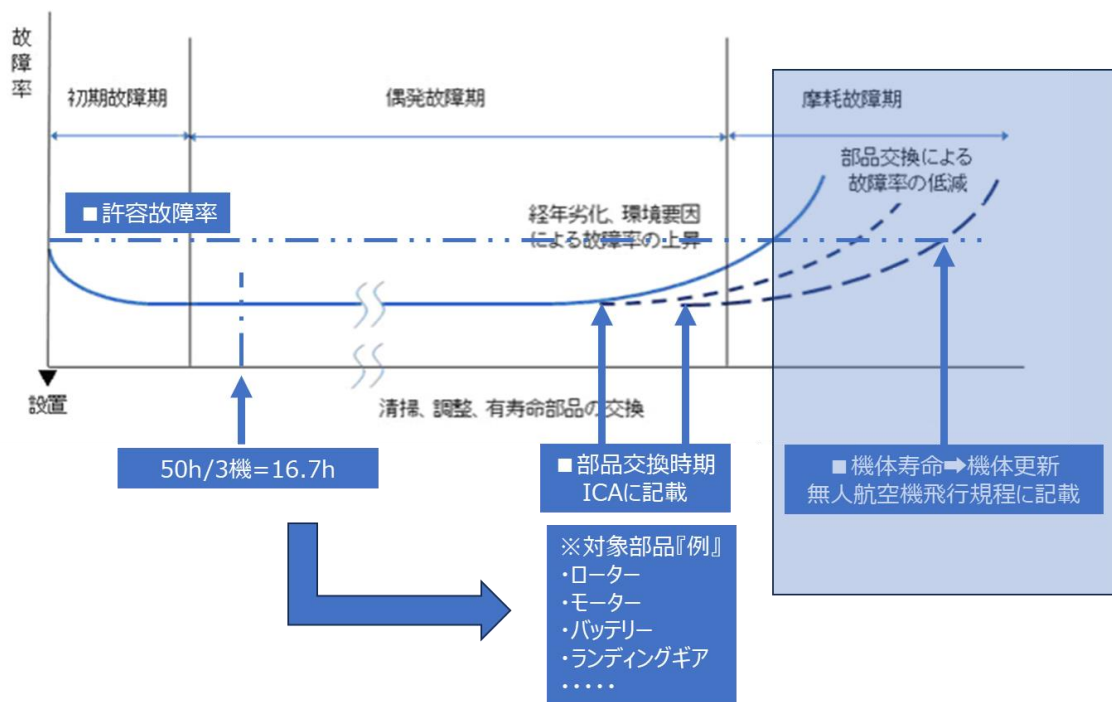 故
障
率
初期故障期
偶発故障期
摩耗故障期
部品交換による
故障率の低減
■許容故障率
経年劣化、環境要因
による故障率の上昇
設置
清掃、調整、有寿命部品の交換
50h/3機=16.7h
■部品交換時期
ICAに記載
■機体寿命➡機体更新
無人航空機飛行規程に記載
※対象部品『例』
・ローター
・モーター
・バッテリー
・ランディングギア
・・・・・